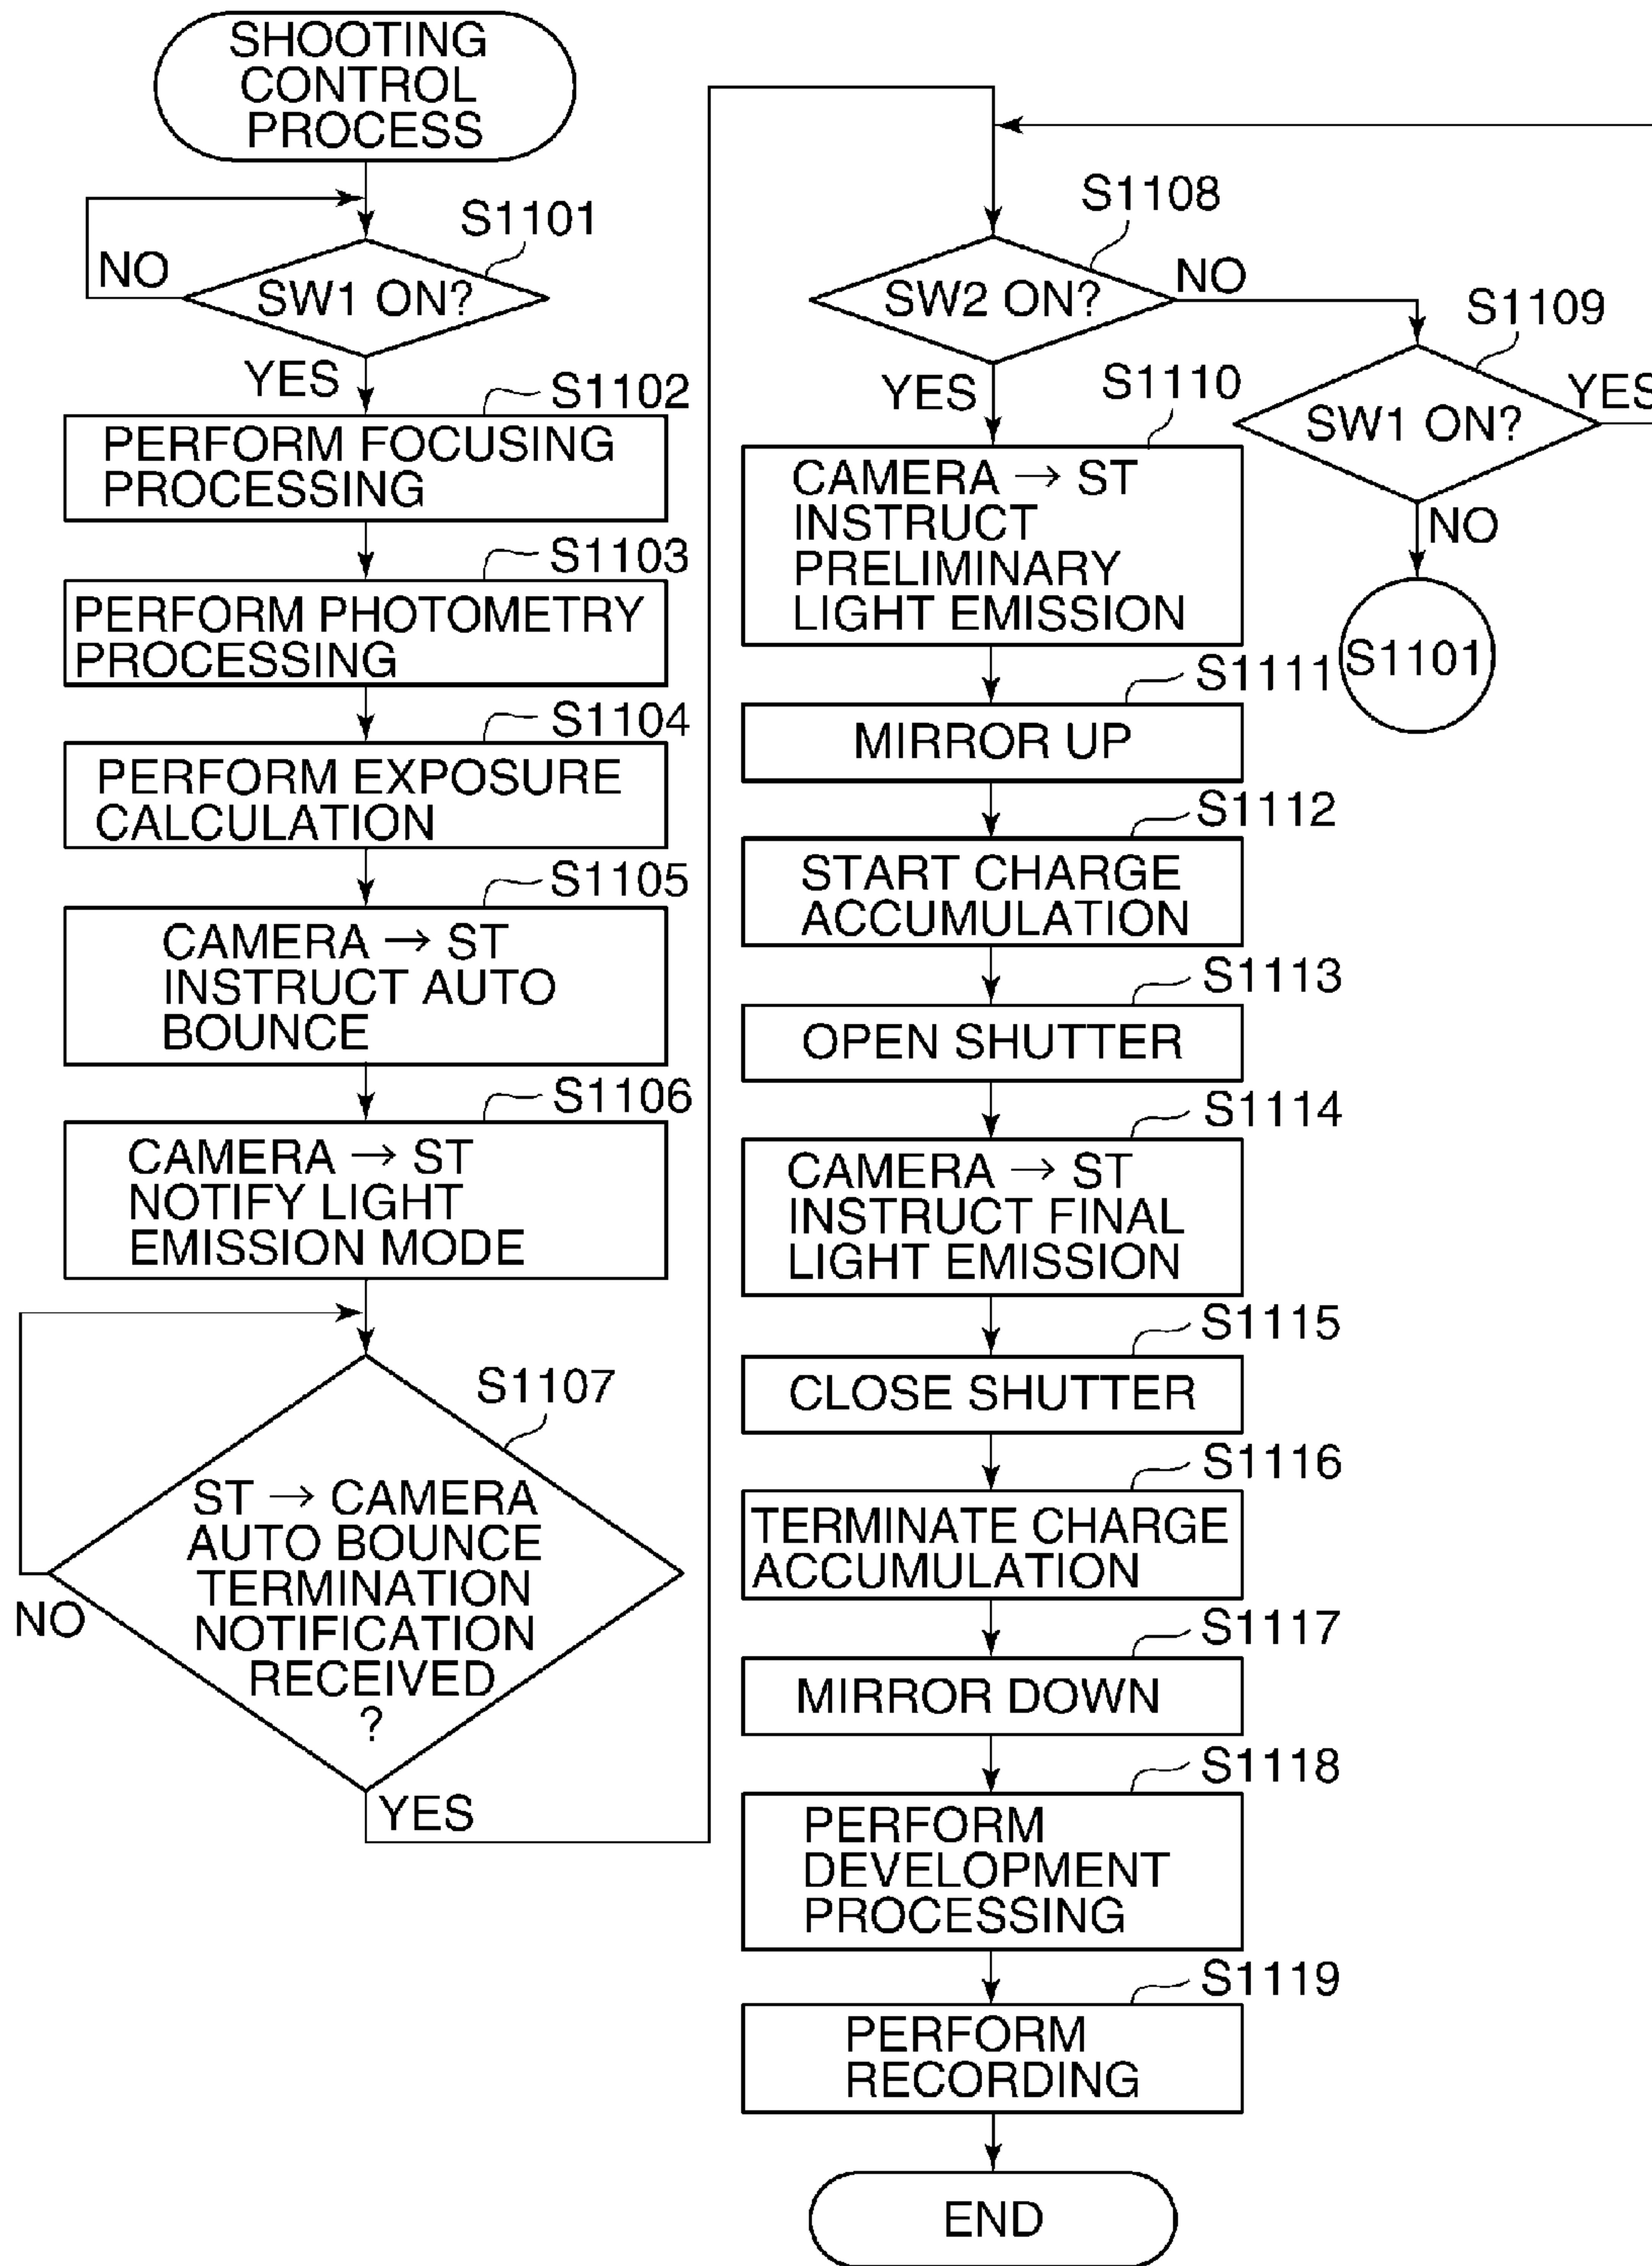 SHOOTING
CONTROL
PROCESS
S1101
NO
SW1 ON?
YES
S1102
PERFORM FOCUSING
PROCESSING
S1103
PERFORM PHOTOMETRY
PROCESSING
S1104
PERFORM EXPOSURE
CALCULATION
S1105
CAMERA → ST
INSTRUCT AUTO
BOUNCE
S1106
CAMERA → ST
NOTIFY LIGHT
EMISSION MODE
S1107
ST → CAMERA
AUTO BOUNCE
TERMINATION
NOTIFICATION
RECEIVED
?
NO
YES
S1108
SW2 ON?
NO
YES
S1109
SW1 ON?
YES
NO
S1101
S1110
CAMERA → ST
INSTRUCT
PRELIMINARY
LIGHT EMISSION
S1111
MIRROR UP
S1112
START CHARGE
ACCUMULATION
S1113
OPEN SHUTTER
S1114
CAMERA → ST
INSTRUCT FINAL
LIGHT EMISSION
S1115
CLOSE SHUTTER
S1116
TERMINATE CHARGE
ACCUMULATION
S1117
MIRROR DOWN
S1118
PERFORM
DEVELOPMENT
PROCESSING
S1119
PERFORM
RECORDING
END